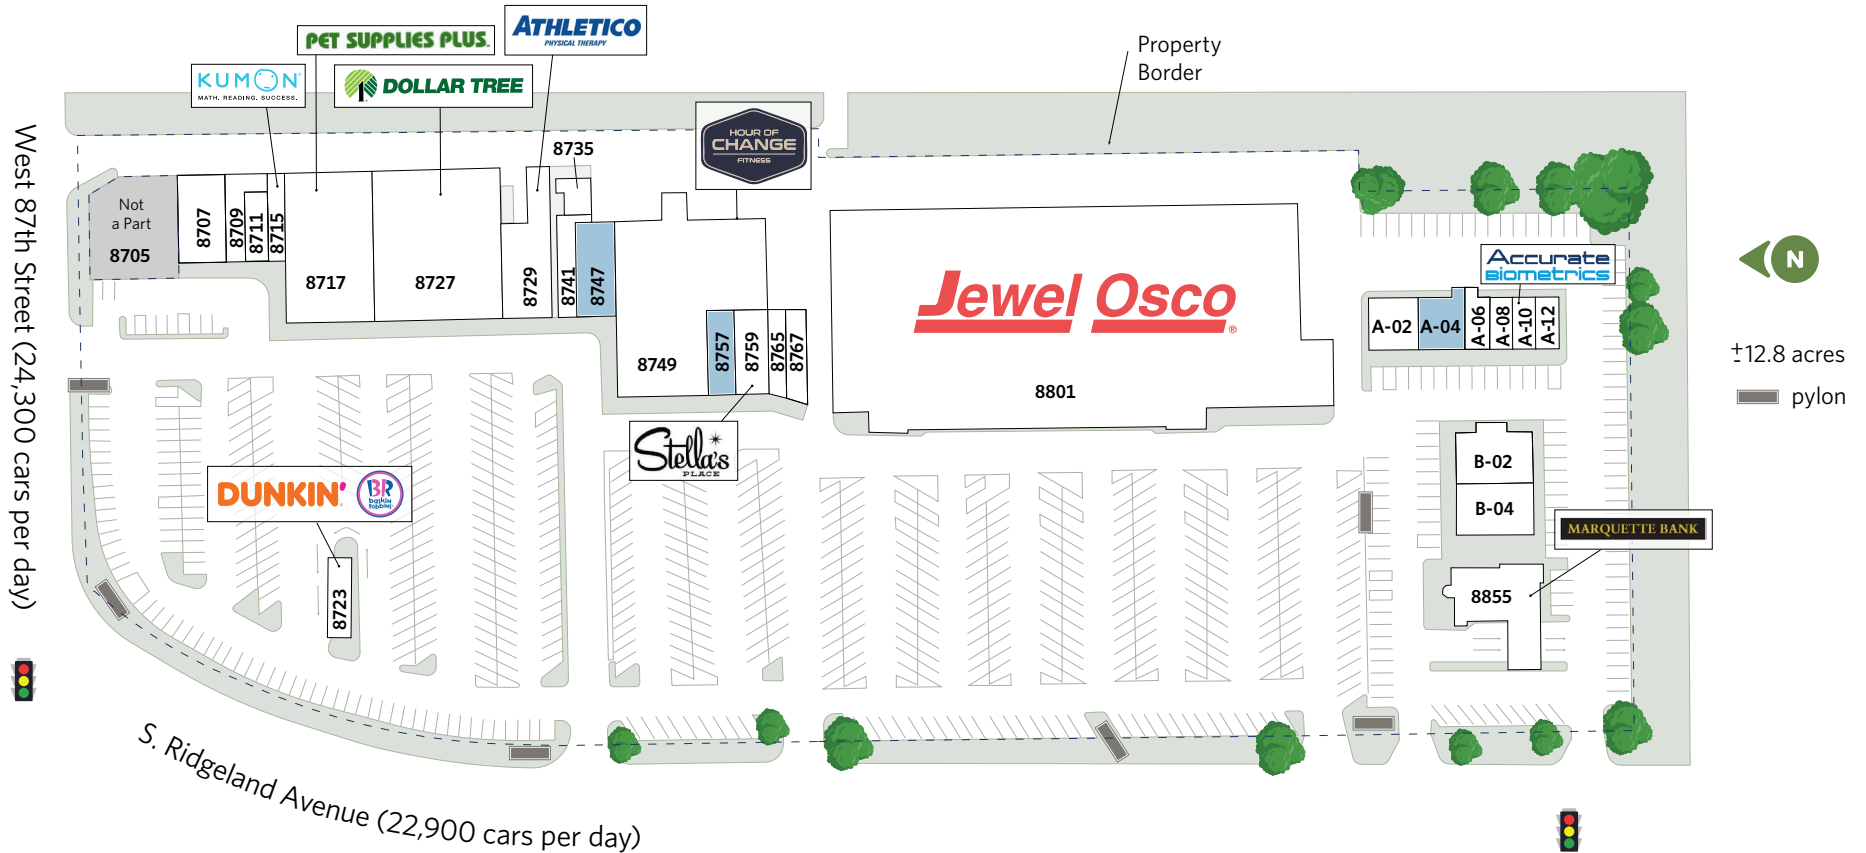 ATHLETICO
PHYSICAL THERAPY
PET SUPPLIES PLUS
KUMON
MATH. READING. SUCCESS.
DOLLAR TREE
HOUR OF
CHANGE
FITNESS
Property
Border
8735
Not
a Part
8705
8707
8709
8711
8715
8717
8727
8729
8741
8747
8749
8757
8759
8765
8767
Jewel Osco®
8801
Accurate
Biometrics
A-02
A-04
A-06
A-08
A-10
A-12
N
±12.8 acres
pylon
Stella's
PLACE
DUNKIN'
BR
baskin
robbins
8723
B-02
B-04
MARQUETTE BANK
8855
West 87th Street (24,300 cars per day)
S. Ridgeland Avenue (22,900 cars per day)